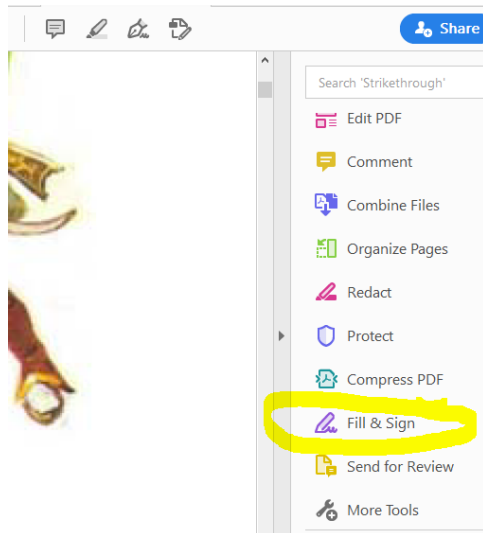 Share
Search 'Strikethrough'
Edit PDF
Comment
Combine Files
Organize Pages
Redact
Protect
Compress PDF
Fill & Sign
Send for Review
More Tools